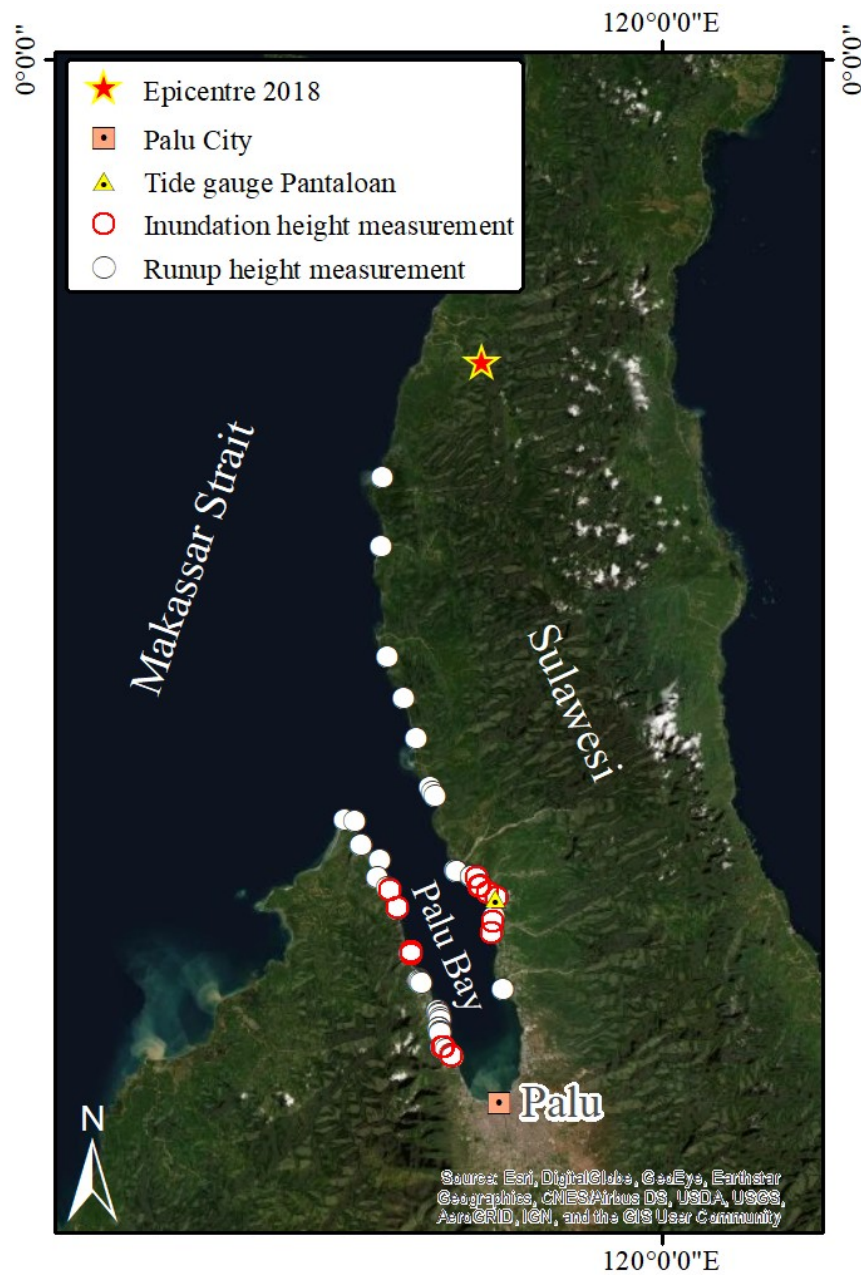 120°0'0"E
0°0'0"
0°0'0"
Epicentre 2018
Palu City
Tide gauge Pantaloan
Inundation height measurement
Runup height measurement
Makassar Strait
Sulawesi
Palu Bay
Palu
N
Source: Esri, DigitalGlobe, GeoEye, Earthstar
Geographics, CNES/Airbus DS, USDA, USGS,
AeroGRID, IGN, and the GIS User Community
120°0'0"E